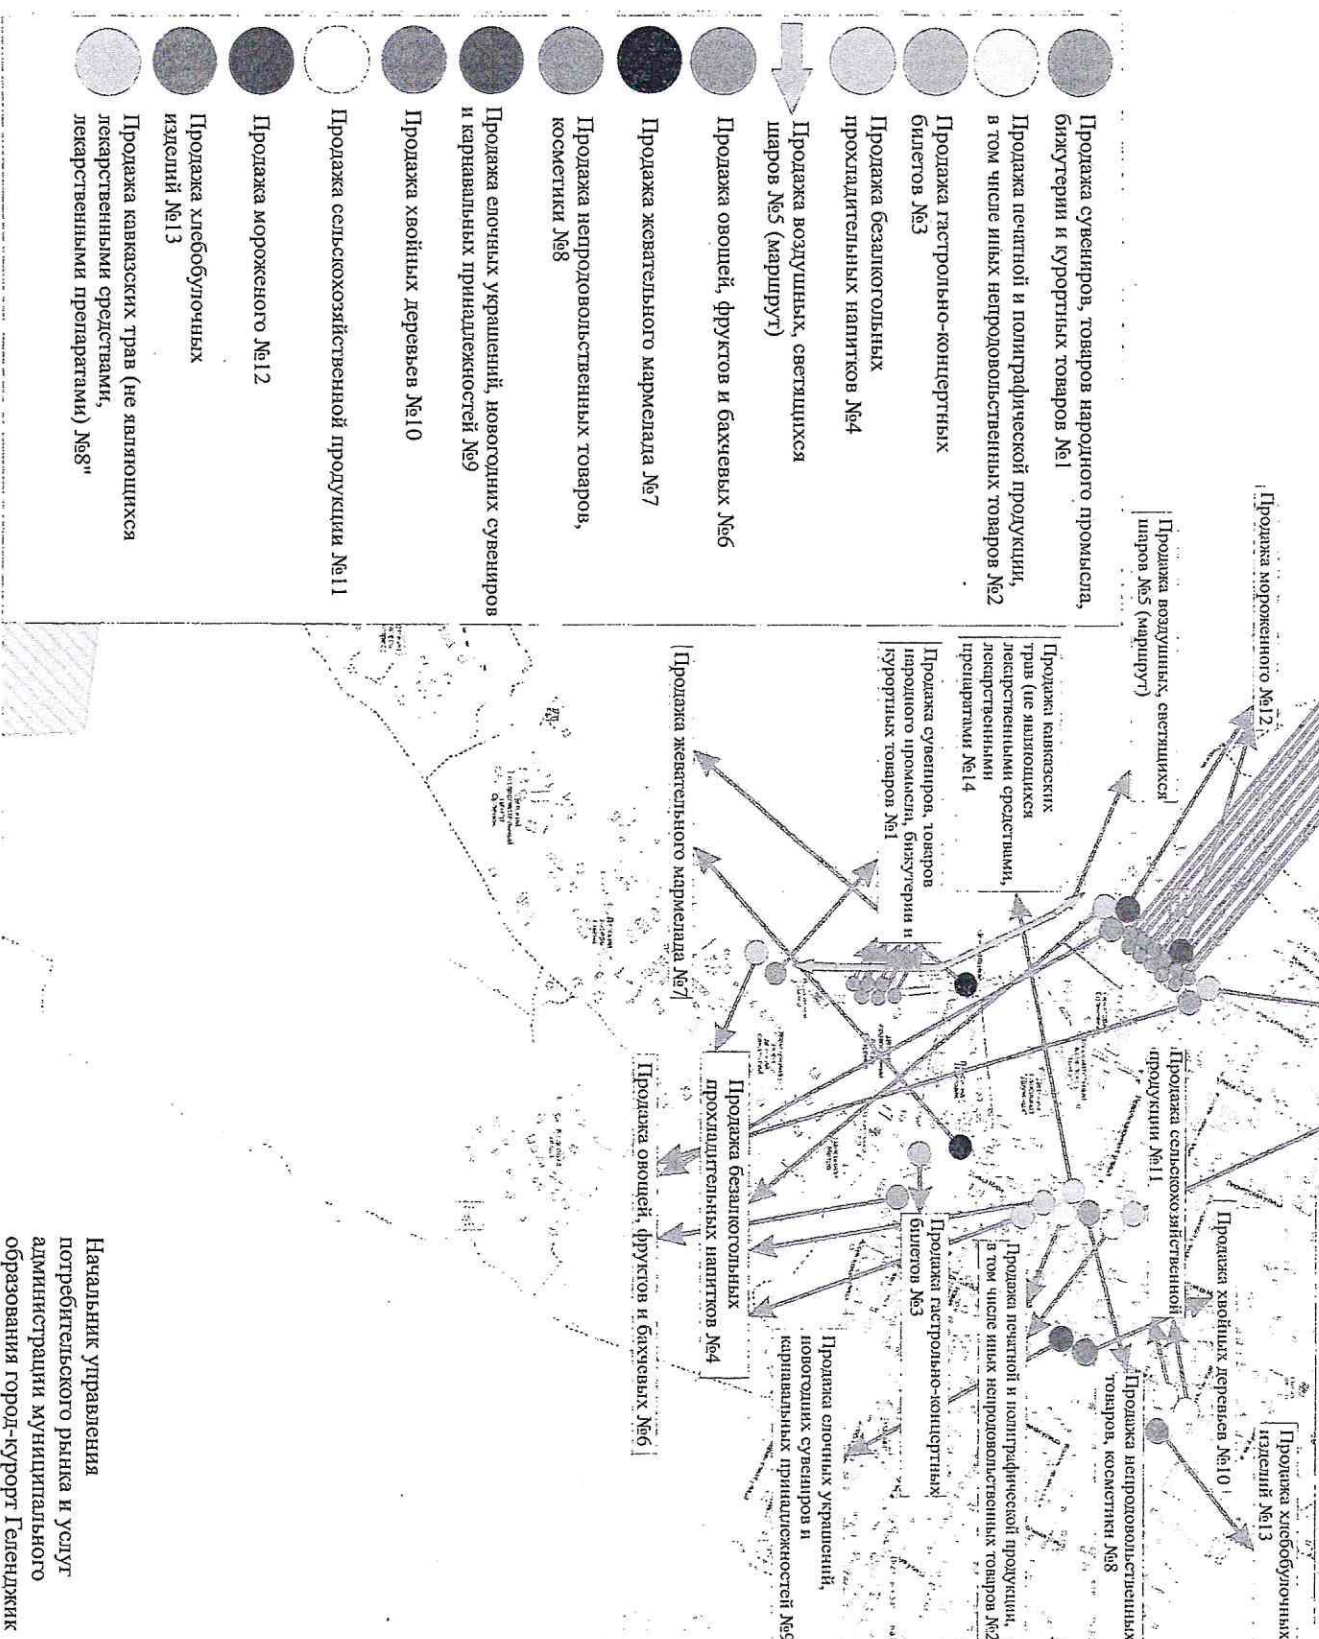 Продажа сувениров, товаров народного промысла,
бижутерии и курортных товаров №1
Продажа печатной и полиграфической продукции,
в том числе иных непродовольственных товаров №2
Продажа гастрольно-концертных
билетов №3
Продажа безалкогольных
прохладительных напитков №4
Продажа воздушных, светящихся
шаров №5 (маршрут)
Продажа овощей, фруктов и бахчевых №6
Продажа жевательного мармелада №7
Продажа непродовольственных товаров,
косметики №8
Продажа елочных украшений, новогодних сувениров
и карнавальных принадлежностей №9
Продажа хвойных деревьев №10
Продажа сельскохозяйственной продукции №11
Продажа мороженого №12
Продажа хлебобулочных
изделий №13
Продажа кавказских трав (не являющихся
лекарственными средствами,
лекарственными препаратами) №8"
Продажа мороженного №12
Продажа воздушных, светящихся
шаров №5 (маршрут)
Продажа кавказских
трав (не являющихся
лекарственными средствами,
лекарственными
препаратами №14
Продажа сувениров, товаров
народного промысла, бижутерии и
курортных товаров №1
Продажа жевательного мармелада №7
Продажа хлебобулочных
изделий №13
Продажа хвойных деревьев №10
Продажа сельскохозяйственной
продукции №11
Продажа непродовольственных
товаров, косметики №8
Продажа печатной и полиграфической продукции,
в том числе иных непродовольственных товаров №2
Продажа гастрольно-концертных
билетов №3
Продажа елочных украшений,
новогодних сувениров и
карнавальных принадлежностей №9
Продажа безалкогольных
прохладительных напитков №4
Продажа овощей, фруктов и бахчевых №6
Начальник управления
потребительского рынка и услуг
администрации муниципального
образования город-курорт Геленджик